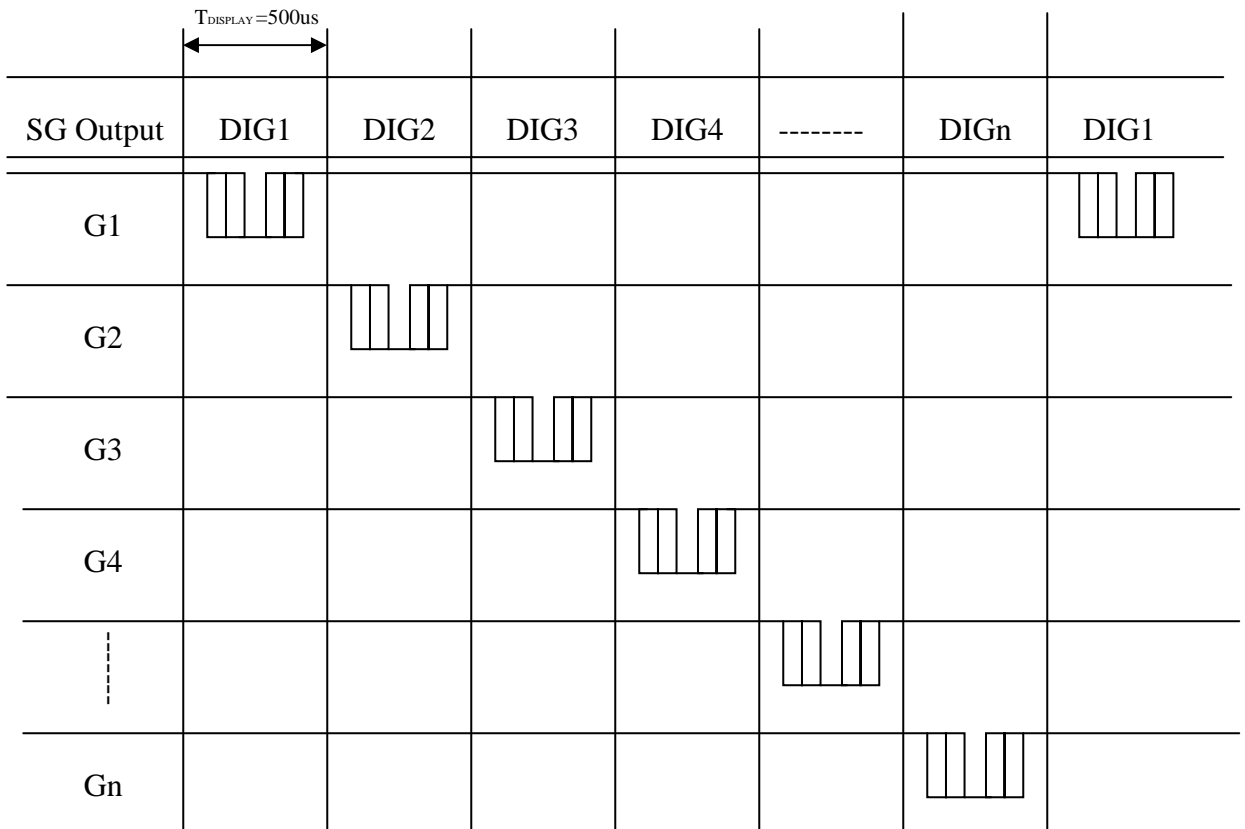 TDISPLAY=500us
SG Output DIG1 DIG2 DIG3 DIG4 -------- DIGn DIG1
G1
G2
G3
G4
Gn